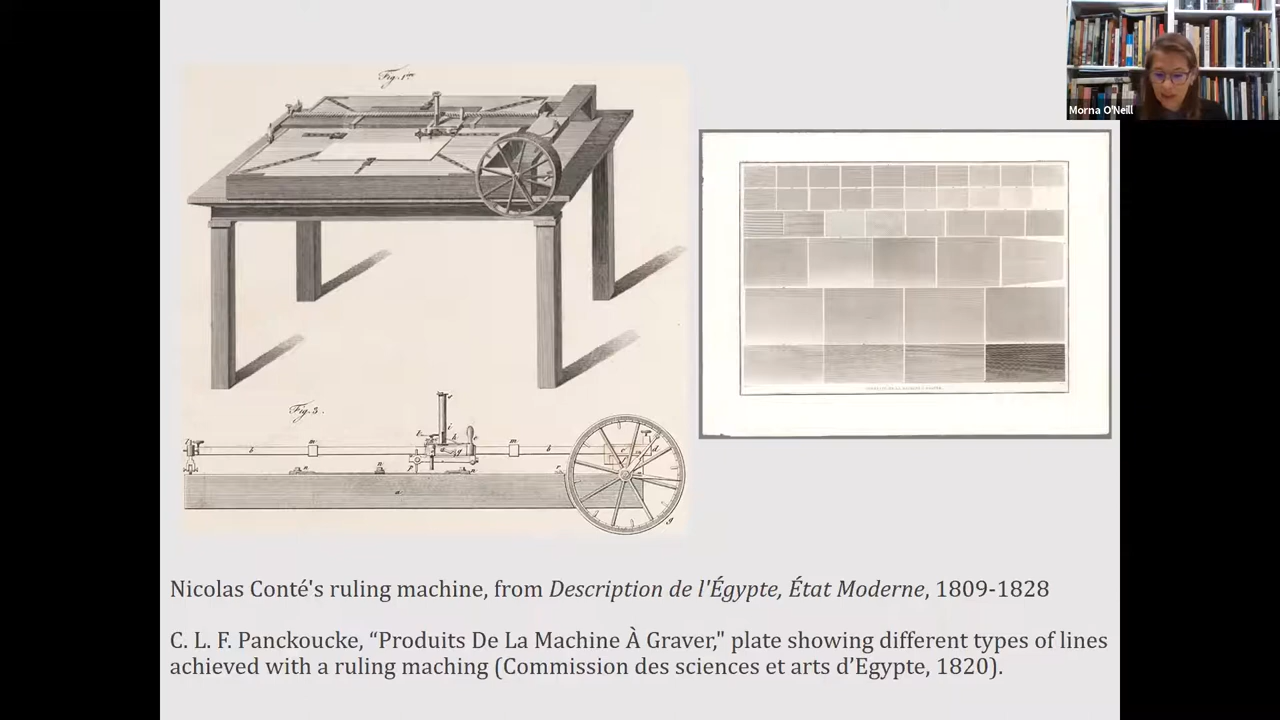 Morna O'Neill
Fig. 1.
Fig. 3.
Nicolas Conté's ruling machine, from Description de l'Égypte, État Moderne, 1809-1828
C. L. F. Panckoucke, “Produits De La Machine À Graver," plate showing different types of lines
achieved with a ruling maching (Commission des sciences et arts d’Egypte, 1820).